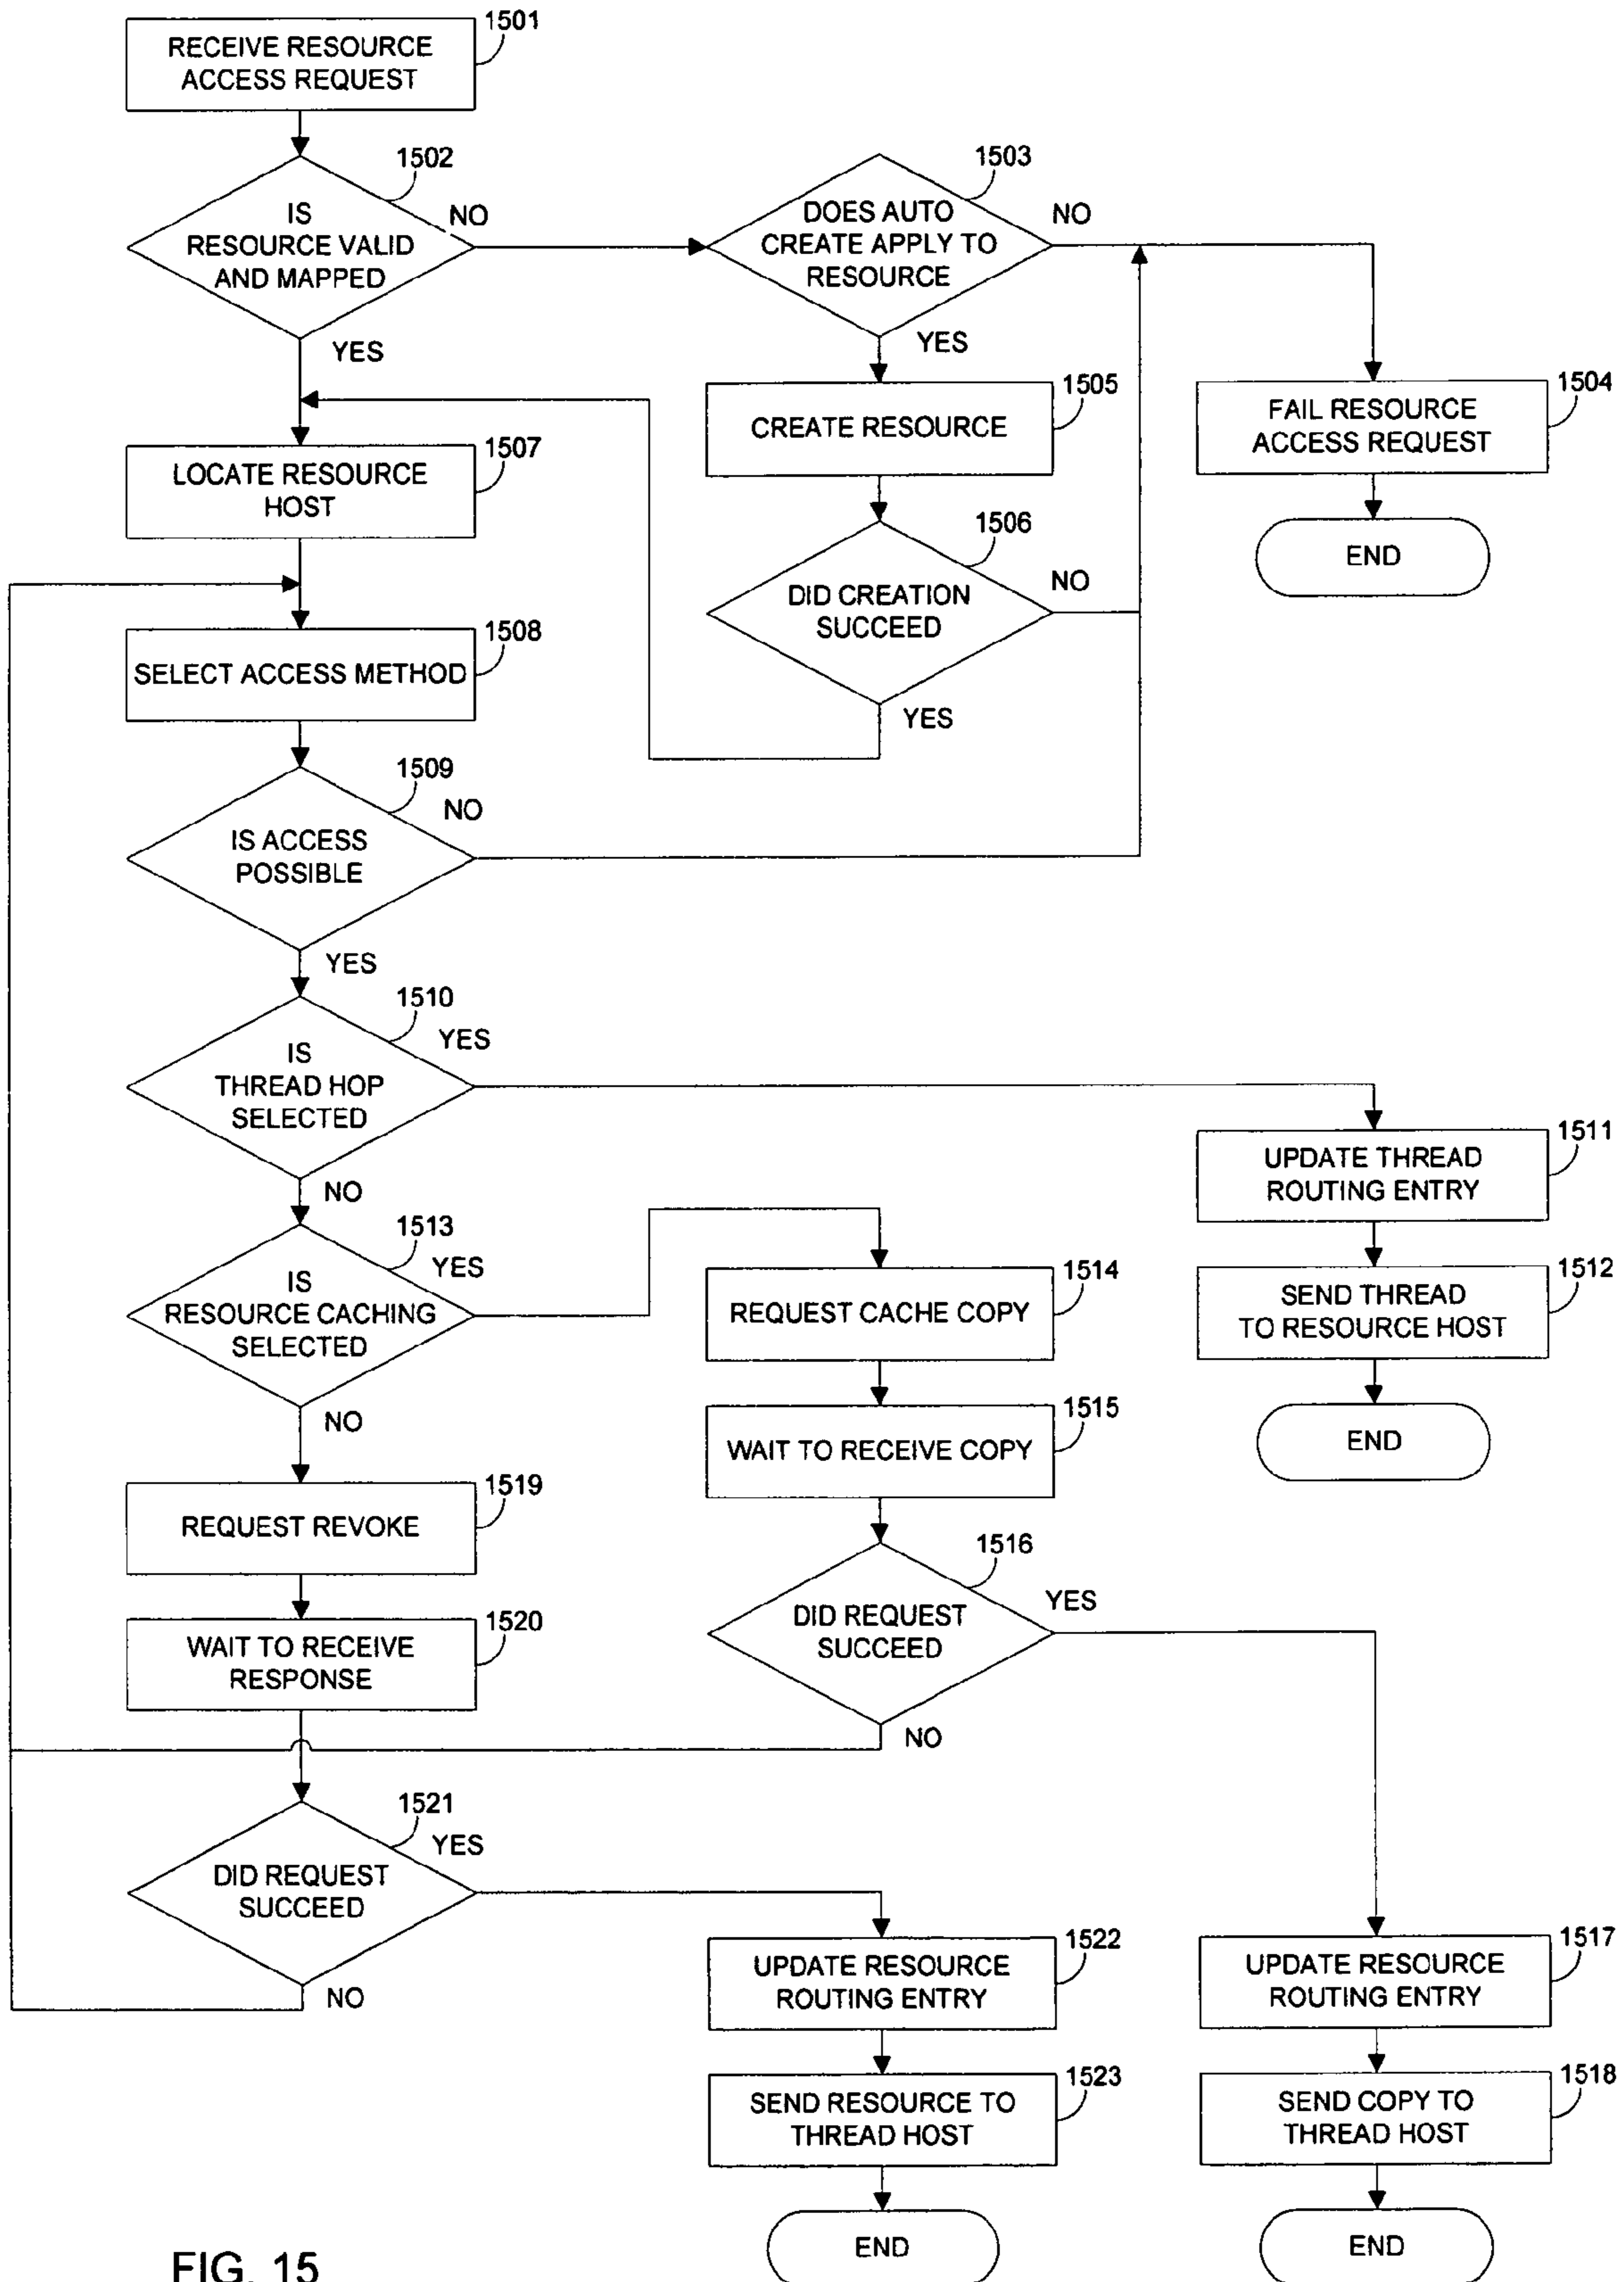 1501
RECEIVE RESOURCE
ACCESS REQUEST
1502
IS
RESOURCE VALID
AND MAPPED
NO
YES
1503
DOES AUTO
CREATE APPLY TO
RESOURCE
NO
YES
1504
FAIL RESOURCE
ACCESS REQUEST
END
1505
CREATE RESOURCE
1506
DID CREATION
SUCCEED
NO
YES
1507
LOCATE RESOURCE
HOST
1508
SELECT ACCESS METHOD
1509
IS ACCESS
POSSIBLE
NO
YES
1510
IS
THREAD HOP
SELECTED
YES
NO
1511
UPDATE THREAD
ROUTING ENTRY
1512
SEND THREAD
TO RESOURCE HOST
END
1513
IS
RESOURCE CACHING
SELECTED
YES
NO
1514
REQUEST CACHE COPY
1515
WAIT TO RECEIVE COPY
1516
DID REQUEST
SUCCEED
YES
NO
1519
REQUEST REVOKE
1520
WAIT TO RECEIVE
RESPONSE
1521
DID REQUEST
SUCCEED
YES
NO
1522
UPDATE RESOURCE
ROUTING ENTRY
1523
SEND RESOURCE TO
THREAD HOST
END
1517
UPDATE RESOURCE
ROUTING ENTRY
1518
SEND COPY TO
THREAD HOST
END
FIG. 15